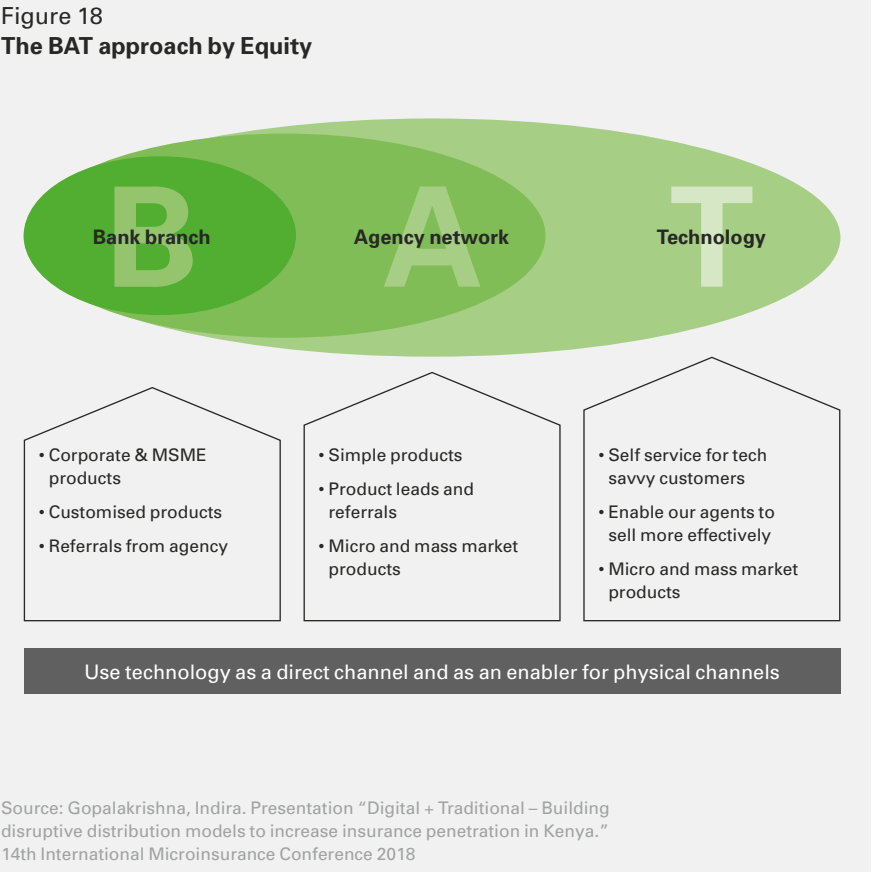 Figure 18
The BAT approach by Equity
B
Bank branch
A
Agency network
T
Technology
• Corporate & MSME
products
• Customised products
• Referrals from agency
• Simple products
• Product leads and
referrals
• Micro and mass market
products
• Self service for tech
savvy customers
• Enable our agents to
sell more effectively
• Micro and mass market
products
Use technology as a direct channel and as an enabler for physical channels
Source: Gopalakrishna, Indira. Presentation “Digital + Traditional – Building
disruptive distribution models to increase insurance penetration in Kenya.”
14th International Microinsurance Conference 2018